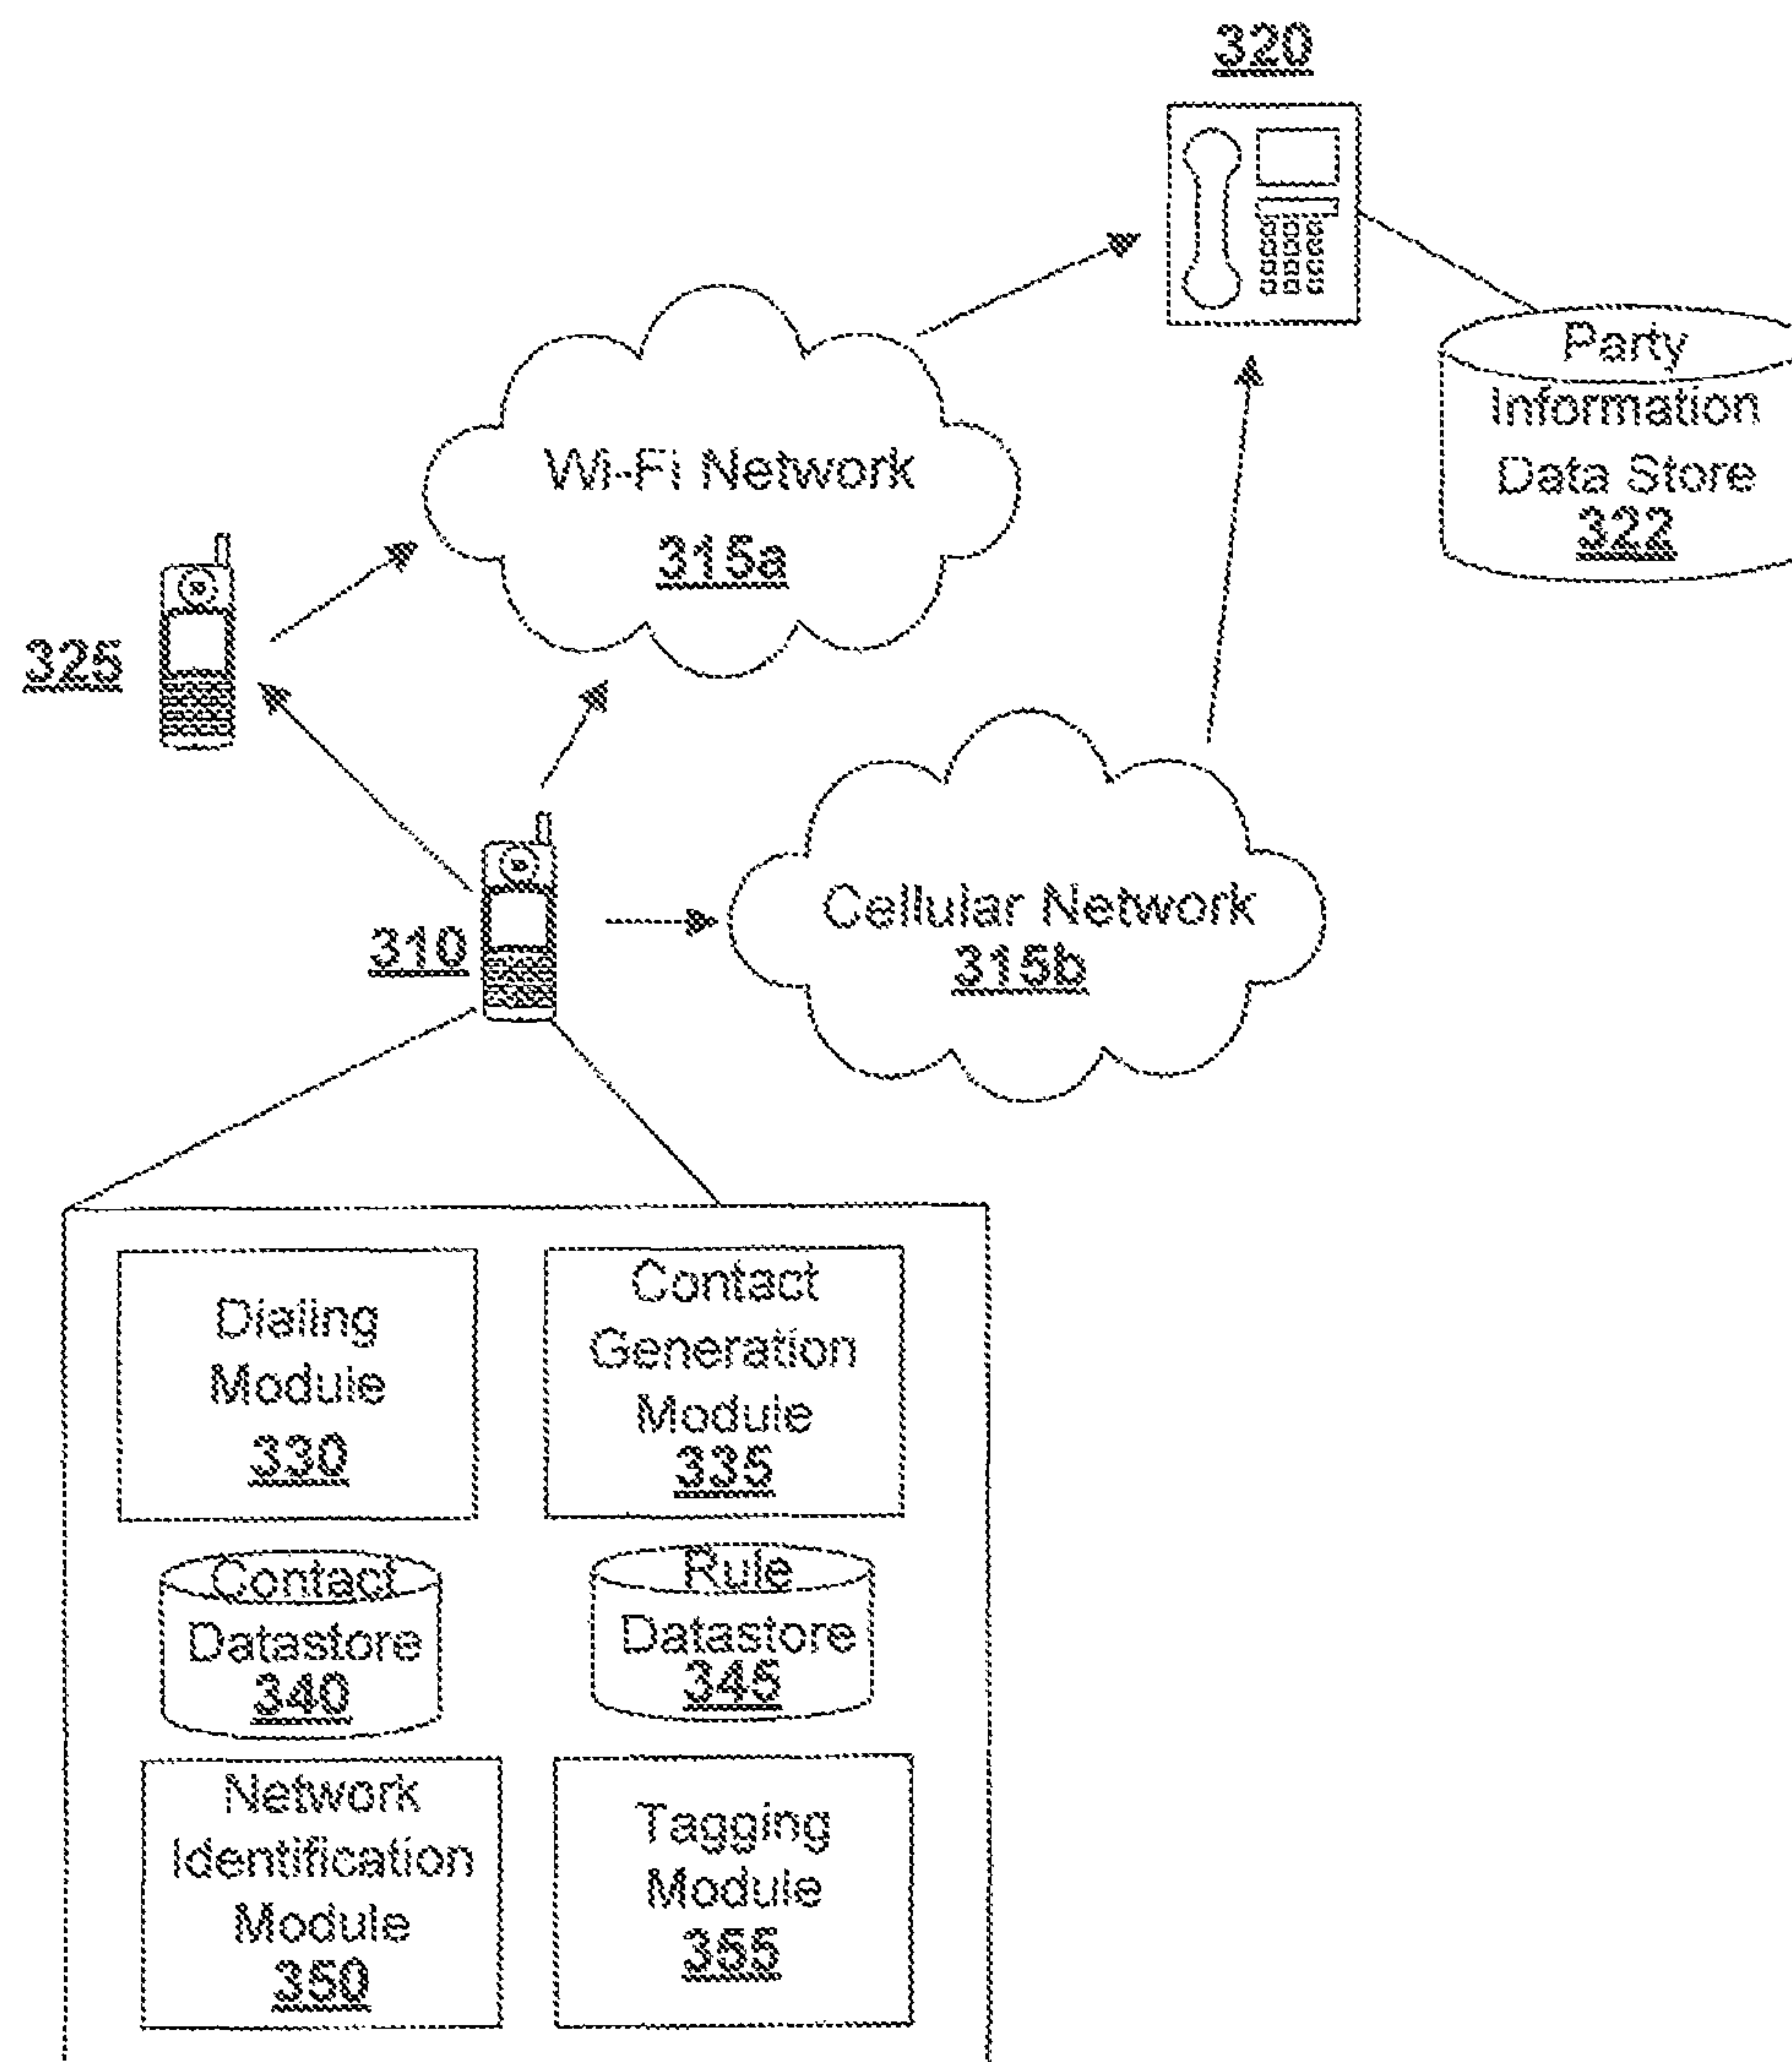 320
Party
Information
Data Store
322
Wi-Fi Network
315a
325
310
Cellular Network
315b
Dialing
Module
330
Contact
Generation
Module
335
Contact
Datastore
340
Rule
Datastore
345
Network
Identification
Module
350
Tagging
Module
355